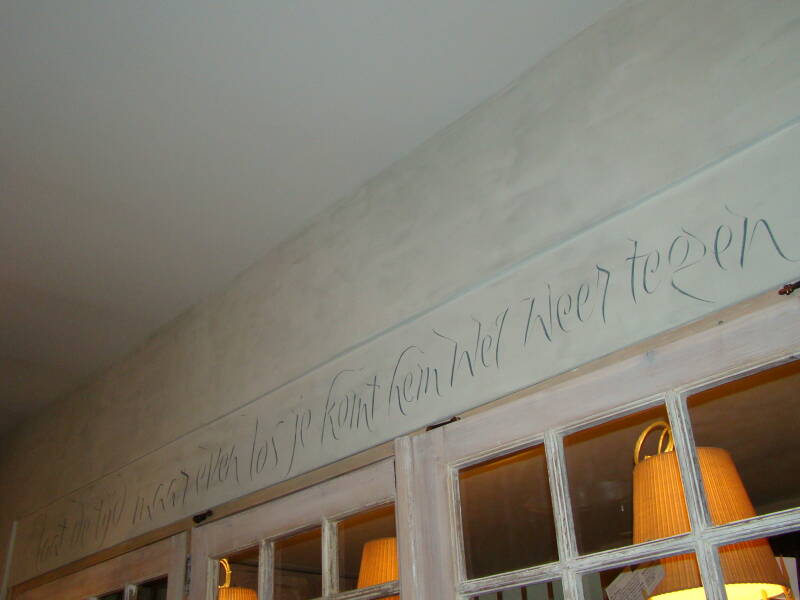 laat de tijd maar even los je komt hem wel weer tegen